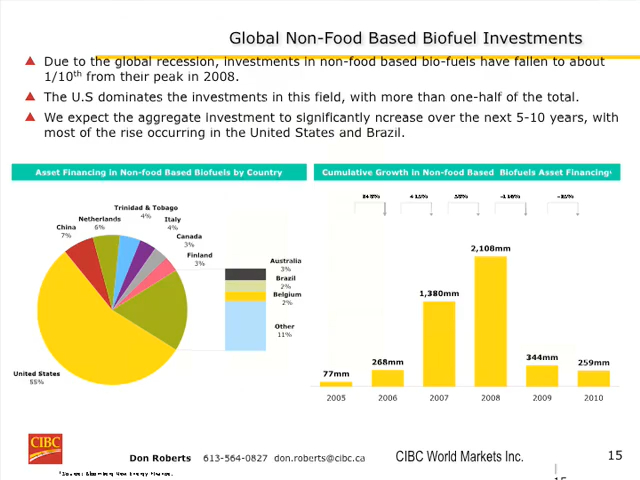 Global Non-Food Based Biofuel Investments
Due to the global recession, investments in non-food based bio-fuels have fallen to about
1/10th from their peak in 2008.
The U.S dominates the investments in this field, with more than one-half of the total.
We expect the aggregate investment to significantly ncrease over the next 5-10 years, with
most of the rise occurring in the United States and Brazil.
Asset Financing in Non-food Based Biofuels by Country
Cumulative Growth in Non-food Based Biofuels Asset Financing¹
Trinidad & Tobago
4%
Netherlands
6%
Italy
4%
China
7%
Canada
3%
Finland
3%
Australia
3%
Brazil
2%
Belgium
2%
Other
11%
United States
55%
2,108mm
1,380mm
344mm
268mm
259mm
77mm
2005 2006 2007 2008 2009 2010
CIBC
Don Roberts 613-564-0827 don.roberts@cibc.ca CIBC World Markets Inc. 15